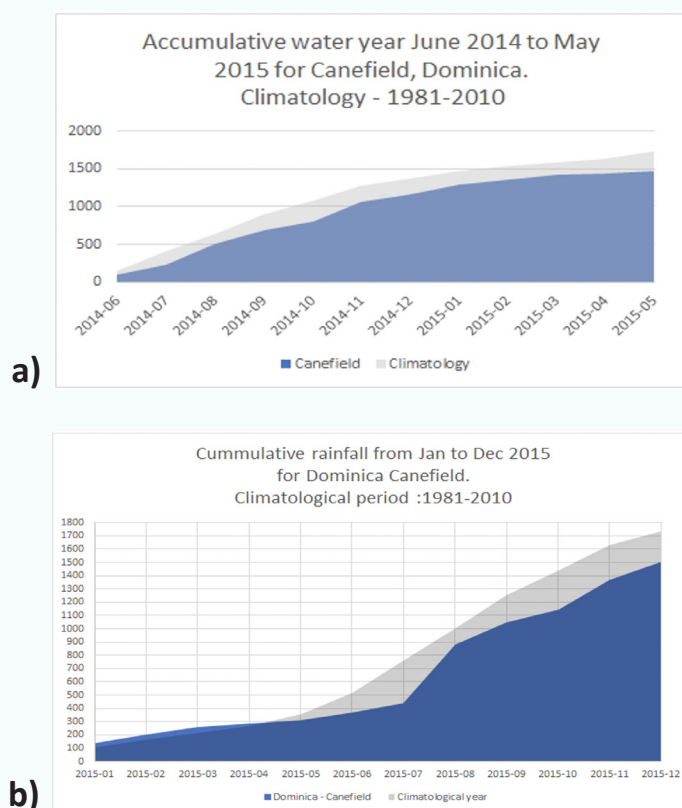 Accumulative water year June 2014 to May
2015 for Canefield, Dominica.
Climatology - 1981-2010
2000
1500
1000
500
0
2014-06 2014-07 2014-08 2014-09 2014-10 2014-11 2014-12 2015-01 2015-02 2015-03 2015-04 2015-05
Canefield Climatology
a)
Cummulative rainfall from Jan to Dec 2015
for Dominica Canefield.
Climatological period :1981-2010
1800
1700
1600
1500
1400
1300
1200
1100
1000
900
800
700
600
500
400
300
200
100
0
2015-01 2015-02 2015-03 2015-04 2015-05 2015-06 2015-07 2015-08 2015-09 2015-10 2015-11 2015-12
Dominica - Canefield Climatological year
b)